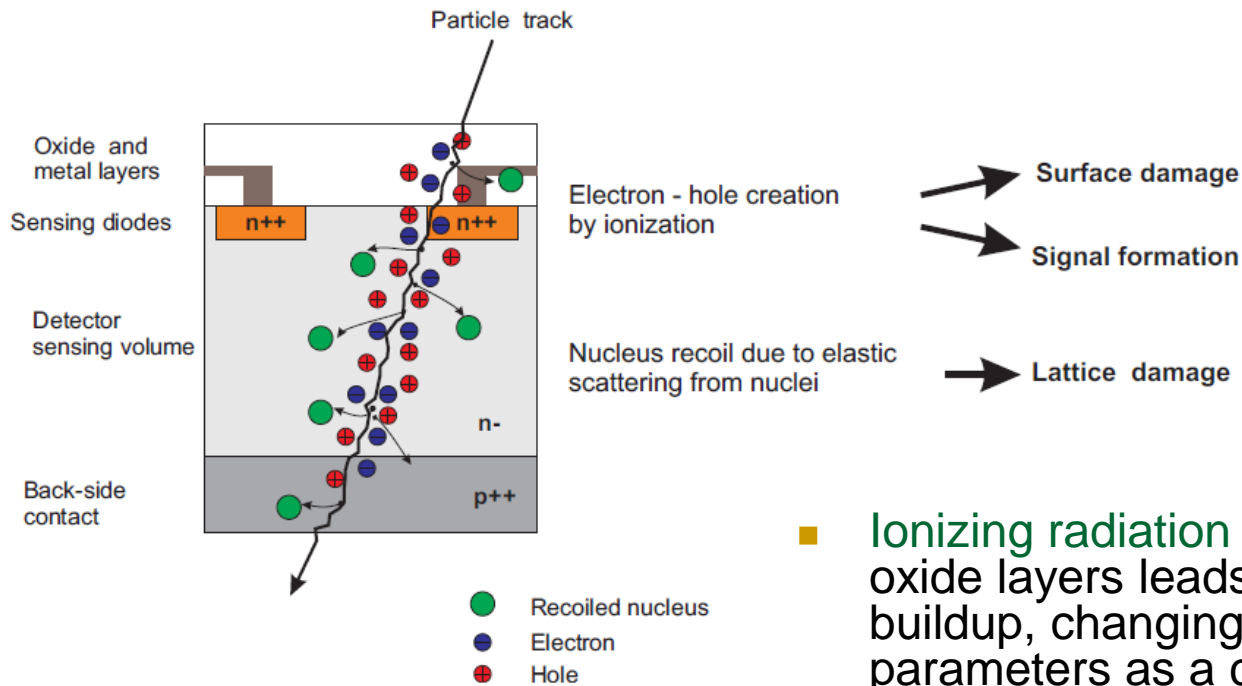 Particle track
Oxide and
metal layers
Sensing diodes
n++
n++
Detector
sensing volume
n-
Back-side
contact
p++
Electron - hole creation
by ionization
Surface damage
Signal formation
Nucleus recoil due to elastic
scattering from nuclei
Lattice damage
Recoiled nucleus
Electron
Hole
Ionizing radiation
oxide layers leads
buildup, changing
parameters as a